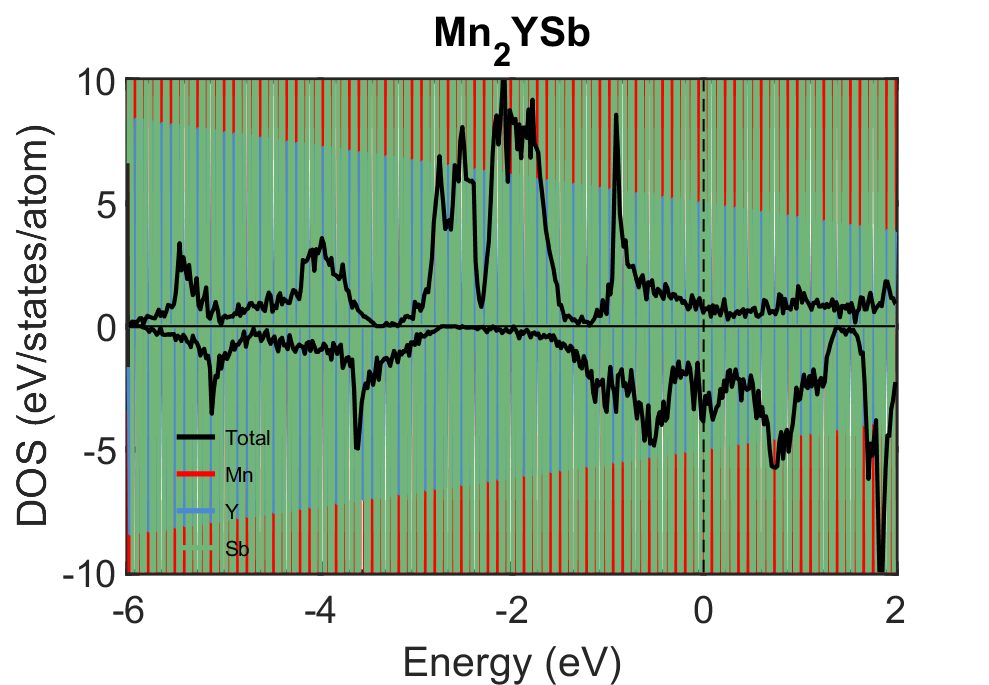 Mn₂YSb
DOS (eV/states/atom)
10
5
0
-5
-10
Total
Mn
Y
Sb
-6 -4 -2 0 2
Energy (eV)